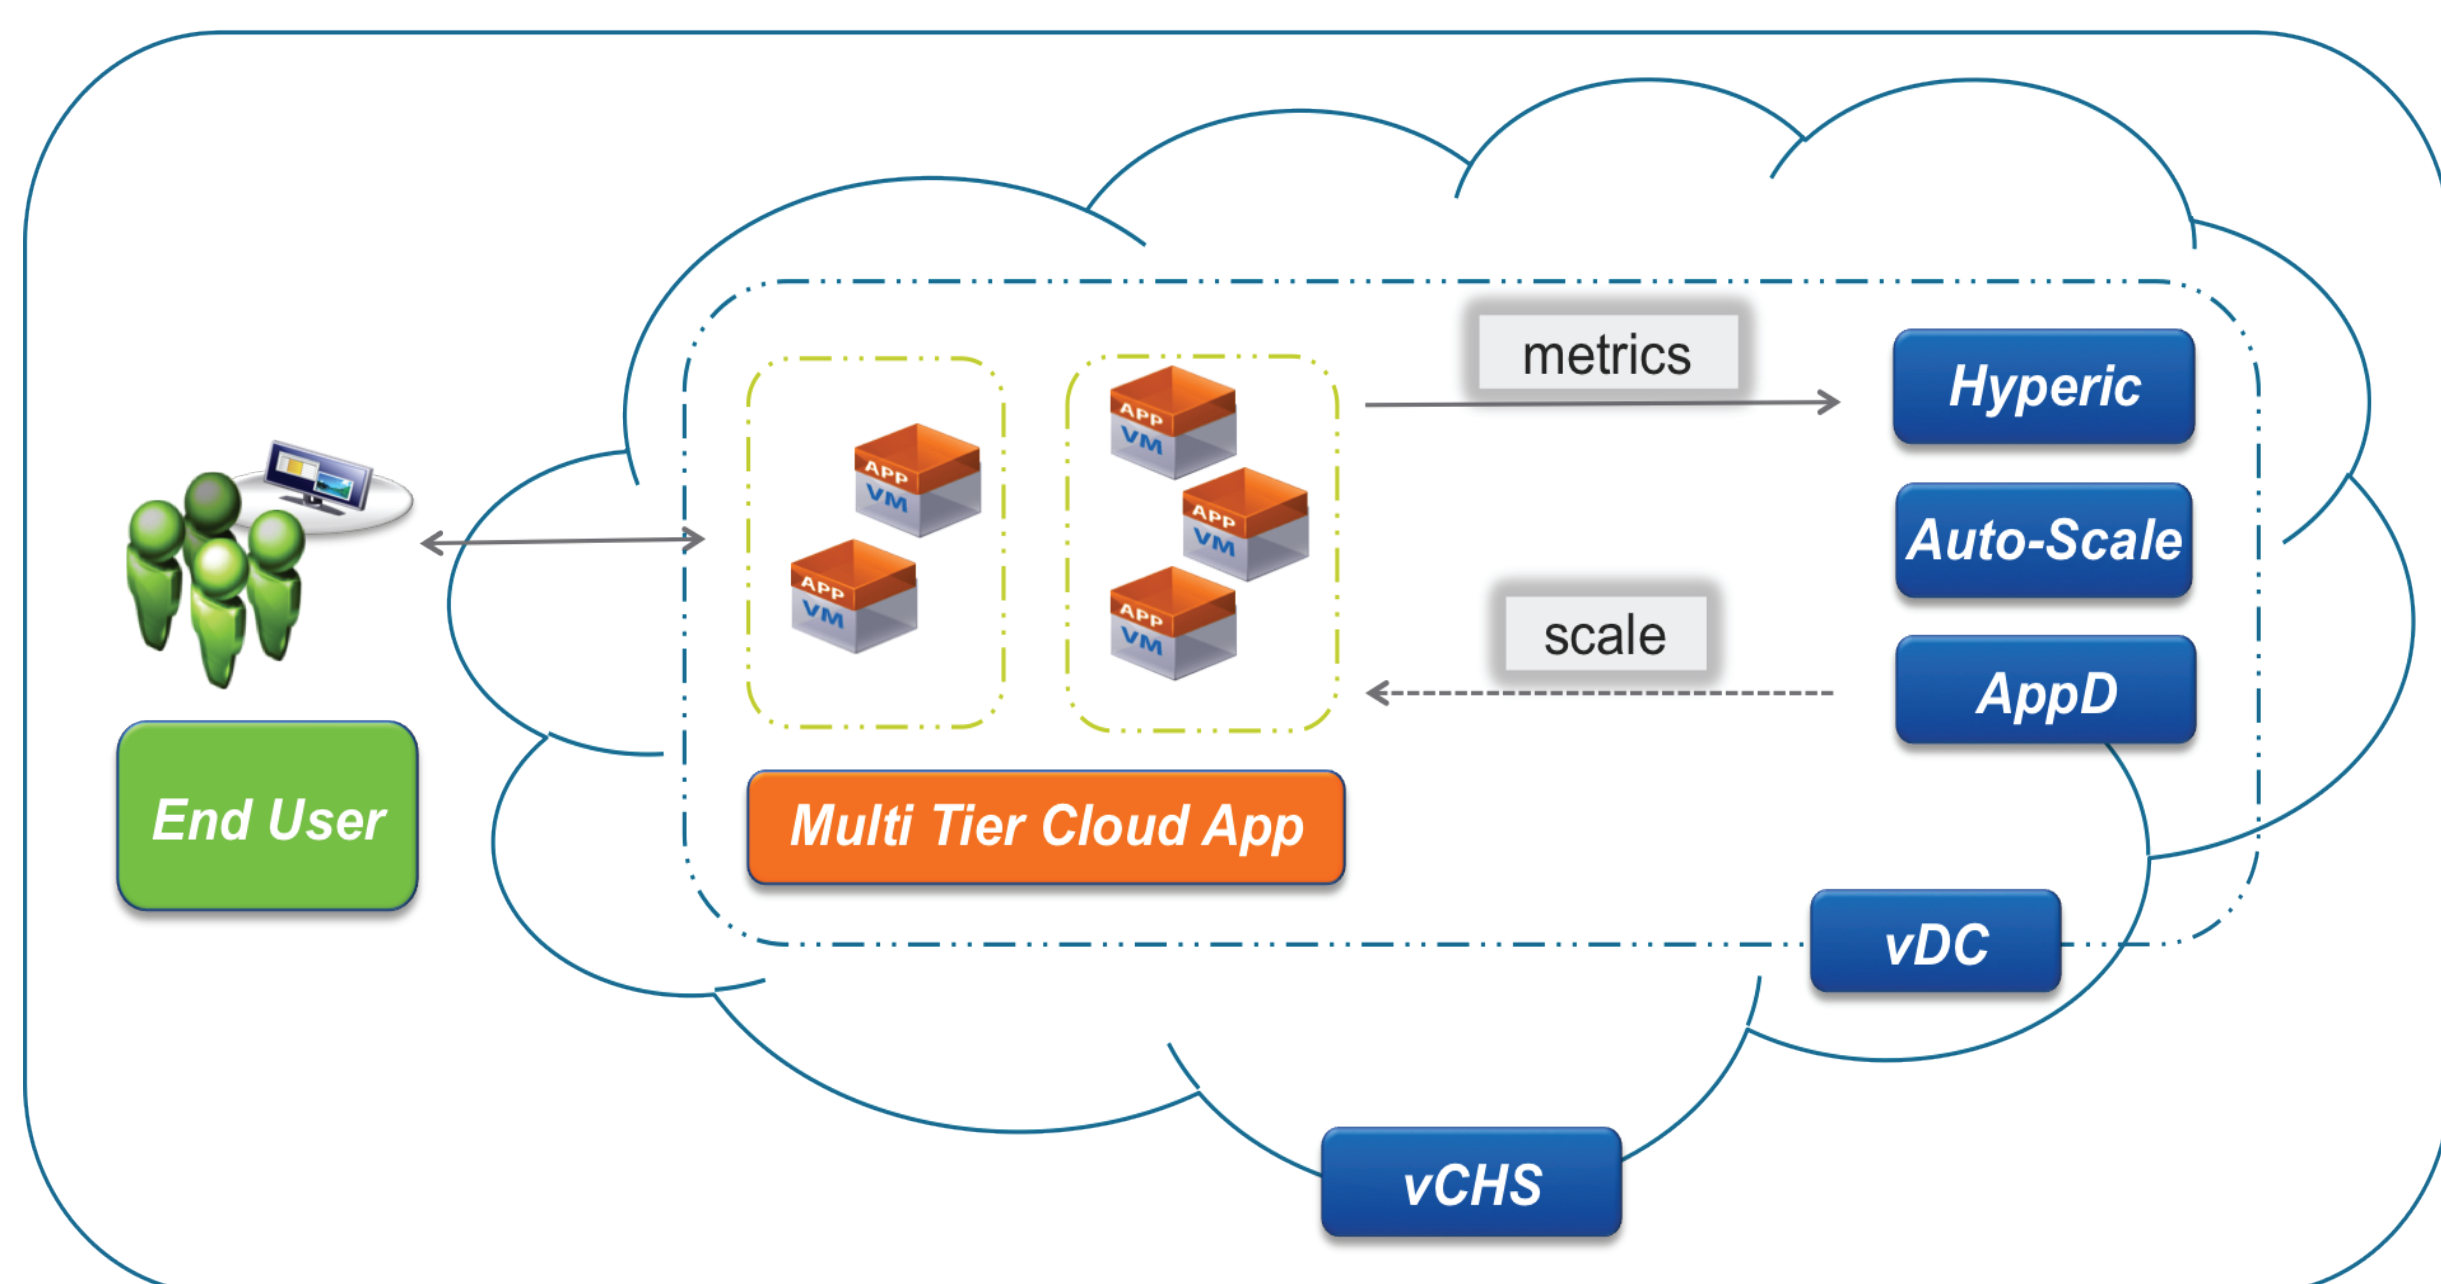 metrics
Hyperic
APP
VM
APP
VM
APP
VM
Auto-Scale
APP
VM
APP
VM
scale
AppD
End User
Multi Tier Cloud App
vDC
vCHS